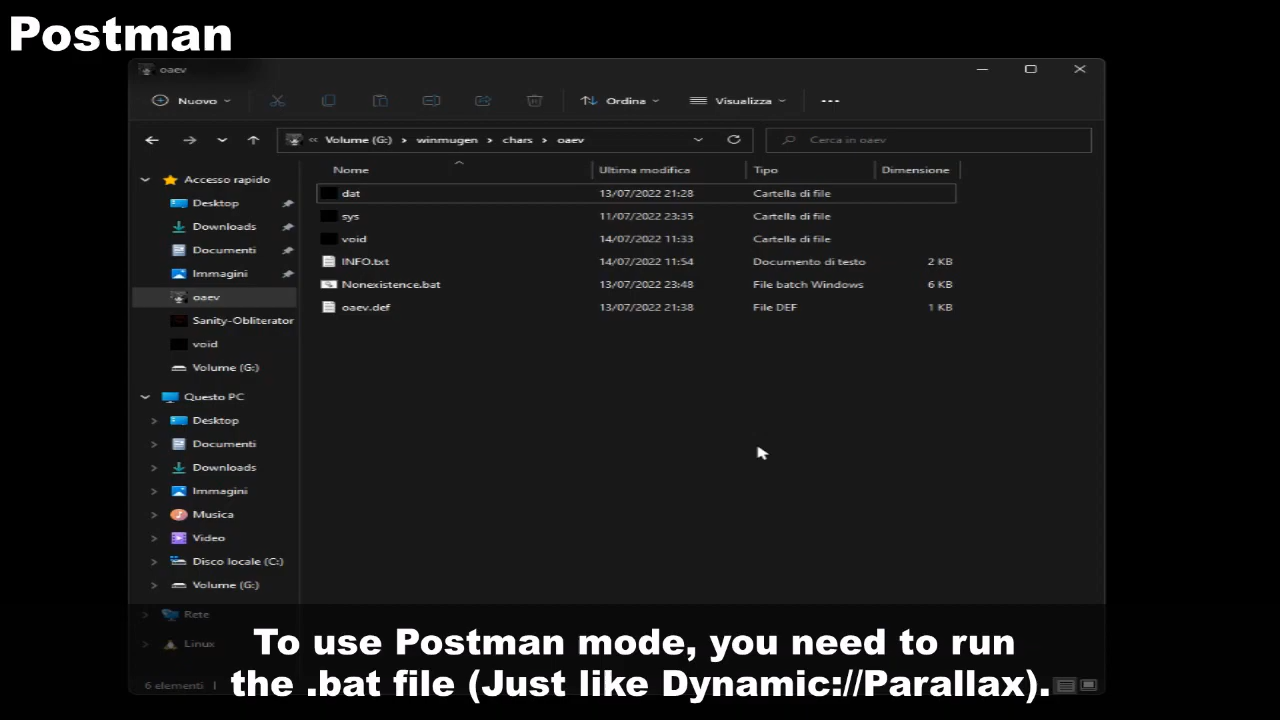 Postman
oaev
Nuovo
Ordina
Visualizza
Volume (G:) > winmugen > chars > oaev
Cerca in oaev
Nome Ultima modifica Tipo Dimensione
dat 13/07/2022 21:28 Cartella di file
sys 11/07/2022 23:35 Cartella di file
void 14/07/2022 11:33 Cartella di file
INFO.txt 14/07/2022 11:54 Documento di testo 2 KB
Nonexistence.bat 13/07/2022 23:48 File batch Windows 6 KB
oaev.def 13/07/2022 21:38 File DEF 1 KB
Accesso rapido
Desktop
Downloads
Documenti
Immagini
oaev
Sanity-Obliterator
void
Volume (G:)
Questo PC
Desktop
Documenti
Downloads
Immagini
Musica
Video
Disco locale (C:)
Volume (G:)
Rete
Linux
6 elementi
To use Postman mode, you need to run
the .bat file (Just like Dynamic://Parallax).